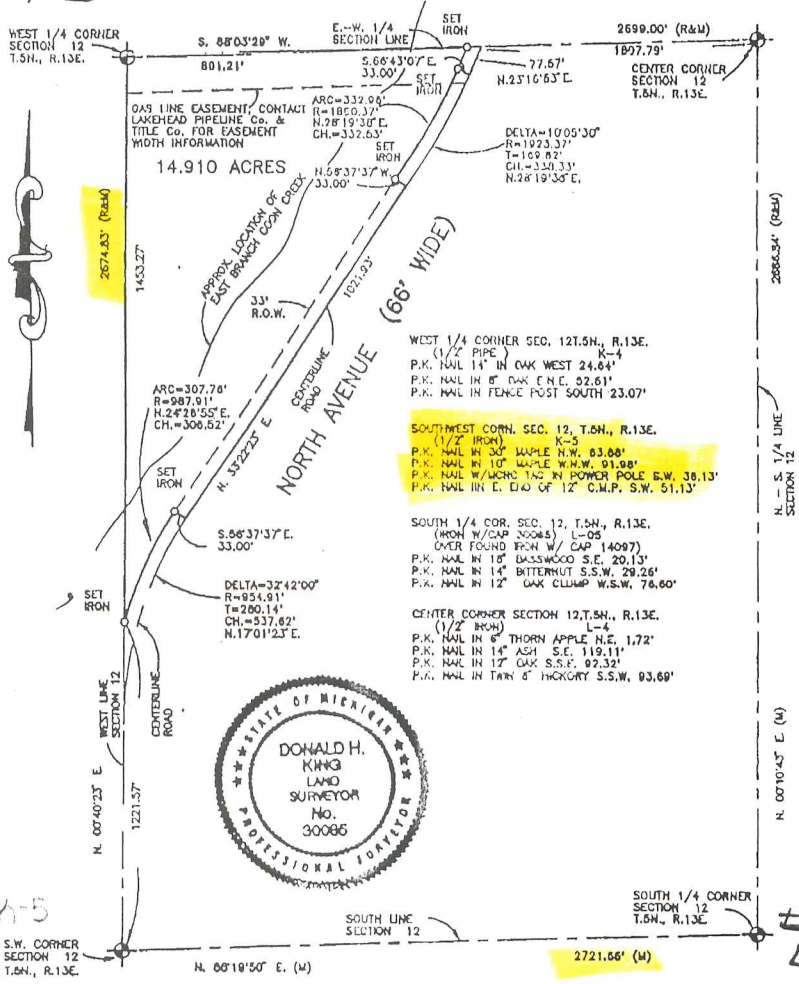 WEST 1/4 CORNER
SECTION 12
T.5N., R.13E.
S. 88°03'29" W.
801.21'
E.-W. 1/4
SECTION LINE
SET
IRON
2699.00' (R&M)
1897.79'
CENTER CORNER
SECTION 12
T.5N., R.13E.
S.66°43'07" E.
33.00'
SET
IRON
77.67'
N.23°16'53" E.
GAS LINE EASEMENT, CONTACT
LAKEHEAD PIPELINE Co. &
TITLE Co. FOR EASEMENT
WIDTH INFORMATION
14.910 ACRES
ARC=332.98'
R=1890.37'
N.28°19'38" E.
CH.=332.53'
SET
IRON
N.56°37'37" W.
33.00'
DELTA=10°05'30"
R=1923.37'
T=169.82'
CH.=338.33'
N.28°19'38" E.
2674.83' (R&M)
1453.27'
APPROX. LOCATION OF
EAST BRANCH COON CREEK
33'
R.O.W.
1021.93'
CENTERLINE
ROAD
N. 33°22'23" E
NORTH AVENUE (66' WIDE)
2686.94' (R&M)
WEST 1/4 CORNER SEC. 12T.5N., R.13E.
(1/2" PIPE ) K-4
P.K. NAIL 14" IN OAK WEST 24.64'
P.K. NAIL IN 8" OAK E.N.E. 52.61'
P.K. NAIL IN FENCE POST SOUTH 23.07'
SOUTHWEST CORN. SEC. 12, T.5N., R.13E.
(1/2" IRON) K-5
P.K. NAIL IN 30" MAPLE N.W. 83.88'
P.K. NAIL IN 10" MAPLE W.N.W. 91.98'
P.K. NAIL W/MCRC TAG IN POWER POLE S.W. 38.13'
P.K. NAIL IIN E. END OF 12" C.M.P. S.W. 51.13'
SOUTH 1/4 COR. SEC. 12, T.5N., R.13E.
(IRON W/CAP 30085) L-05
OVER FOUND IRON W/ CAP 14097)
P.K. NAIL IN 18" BASSWOOD S.E. 20.13'
P.K. NAIL IN 14" BITTERNUT S.S.W. 29.26'
P.K. NAIL IN 12" OAK CLUMP W.S.W. 76.60'
CENTER CORNER SECTION 12,T.5N., R.13E.
(1/2" IRON) L-4
P.K. NAIL IN 6" THORN APPLE N.E. 1.72'
P.K. NAIL IN 14" ASH S.E. 119.11'
P.K. NAIL IN 12" OAK S.S.E. 92.32'
P.K. NAIL IN TWIN 8" HICKORY S.S.W. 93.69'
ARC=307.78'
R=987.91'
N.24°26'55" E.
CH.=306.52'
SET
IRON
S.56°37'37" E.
33.00'
DELTA=32°42'00"
R=954.91'
T=280.14'
CH.=537.62'
N.17°01'23" E.
SET
IRON
WEST LINE
SECTION 12
CENTERLINE
ROAD
N. - S. 1/4 LINE
SECTION 12
N. 00°40'23" E
1221.57'
STATE OF MICHIGAN
DONALD H.
KING
LAND
SURVEYOR
No.
30085
PROFESSIONAL SURVEYOR
N. 00°10'43" E (M)
K-5
S.W. CORNER
SECTION 12
T.5N., R.13E.
SOUTH LINE
SECTION 12
SOUTH 1/4 CORNER
SECTION 12
T.5N., R.13E.
N. 88°19'50" E. (M)
2721.66' (M)